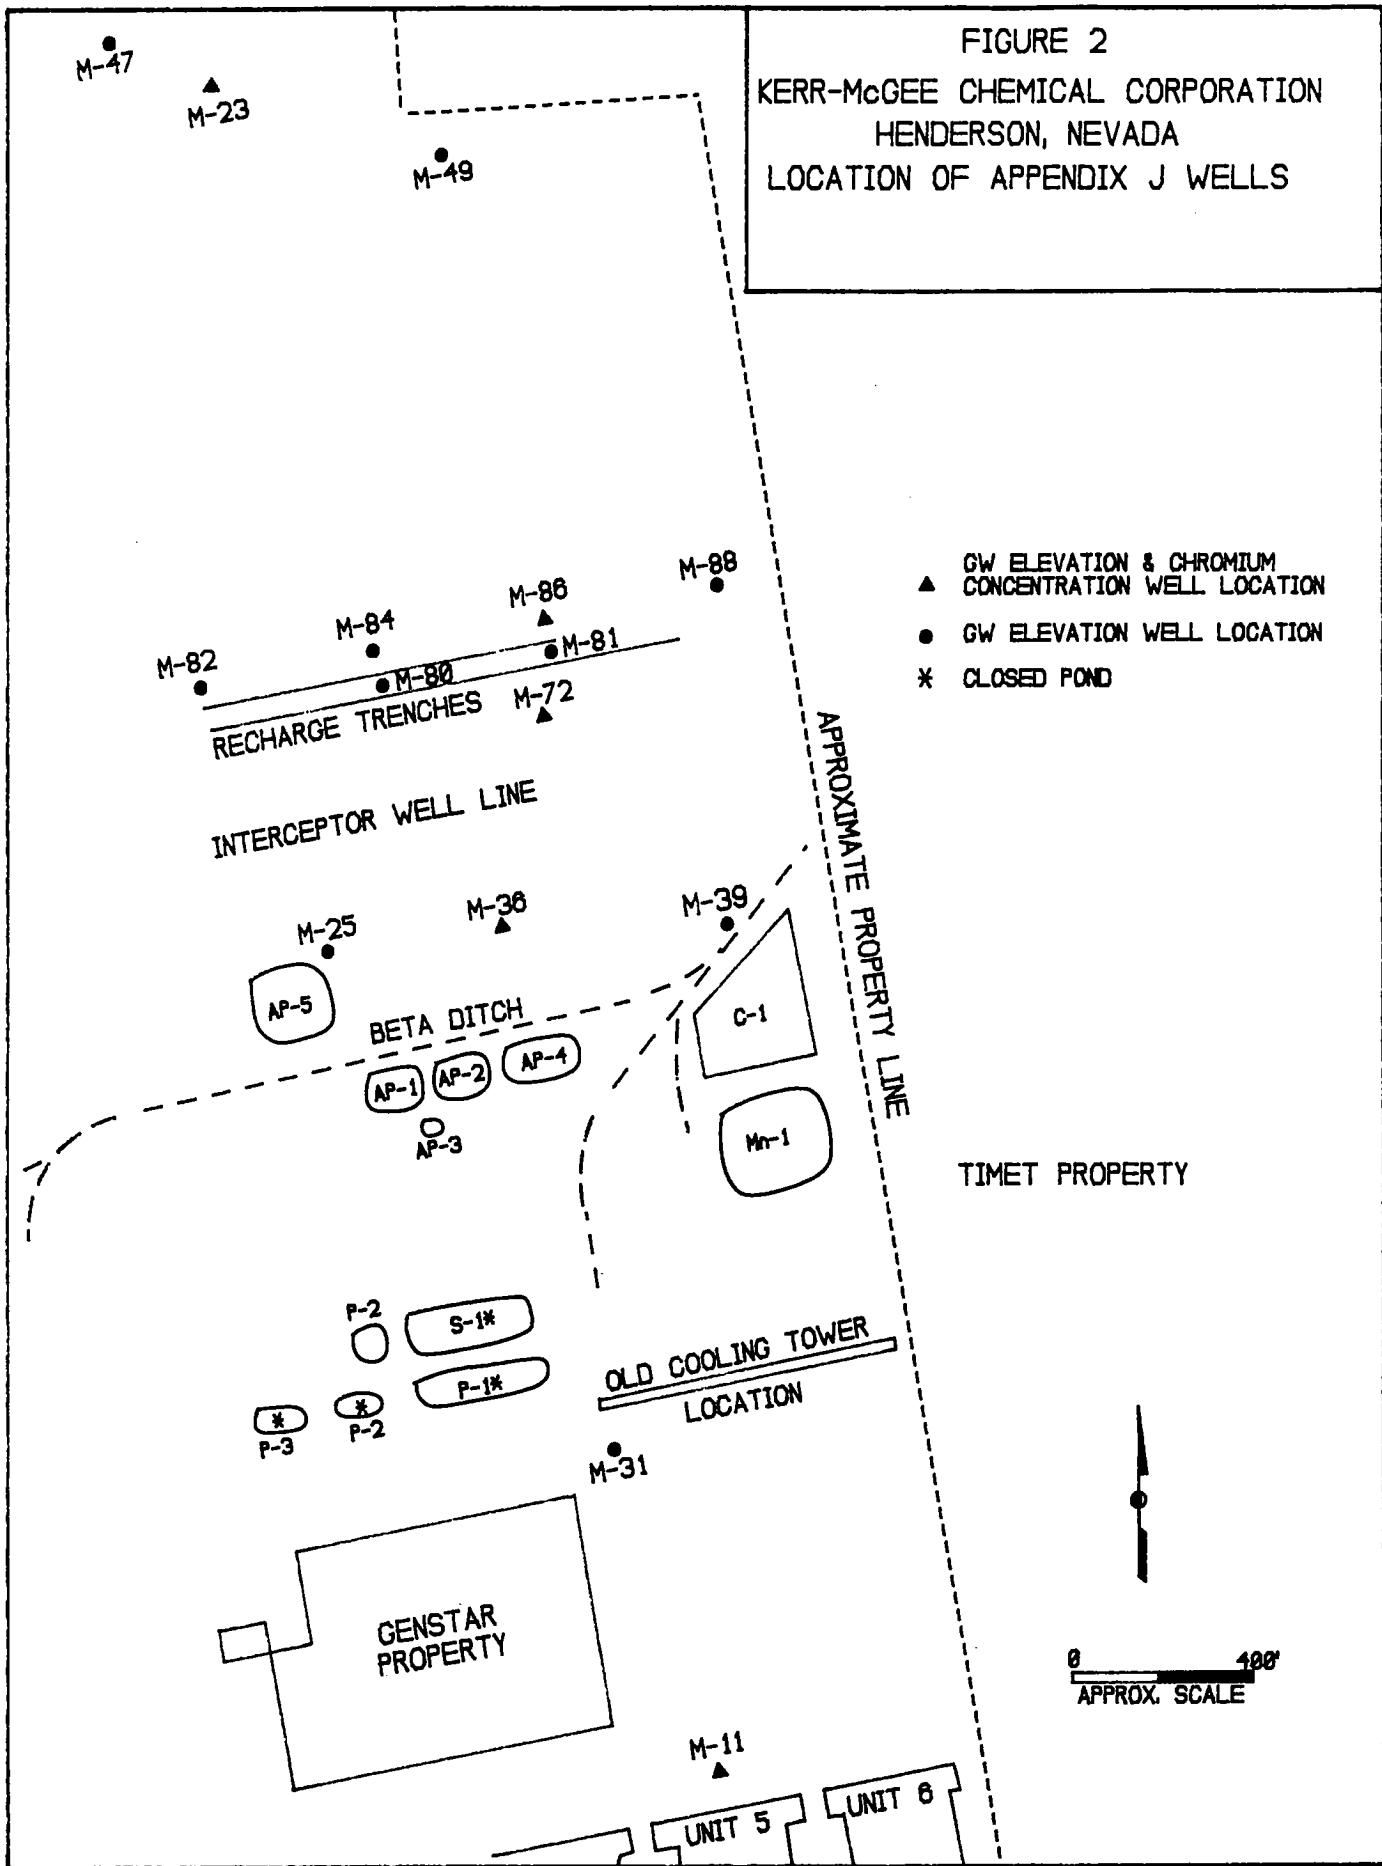 FIGURE 2
KERR-McGEE CHEMICAL CORPORATION
HENDERSON, NEVADA
LOCATION OF APPENDIX J WELLS
M-47
M-23
M-49
GW ELEVATION & CHROMIUM
CONCENTRATION WELL LOCATION
GW ELEVATION WELL LOCATION
* CLOSED POND
M-88
M-86
M-84
M-81
M-82
M-80
M-72
RECHARGE TRENCHES
INTERCEPTOR WELL LINE
APPROXIMATE PROPERTY LINE
M-39
M-36
M-25
AP-5
BETA DITCH
C-1
AP-1
AP-2
AP-4
AP-3
Mn-1
TIMET PROPERTY
P-2
S-1*
P-1*
OLD COOLING TOWER
LOCATION
*
P-3
*
P-2
M-31
GENSTAR
PROPERTY
0 400'
APPROX. SCALE
M-11
UNIT 5
UNIT 6